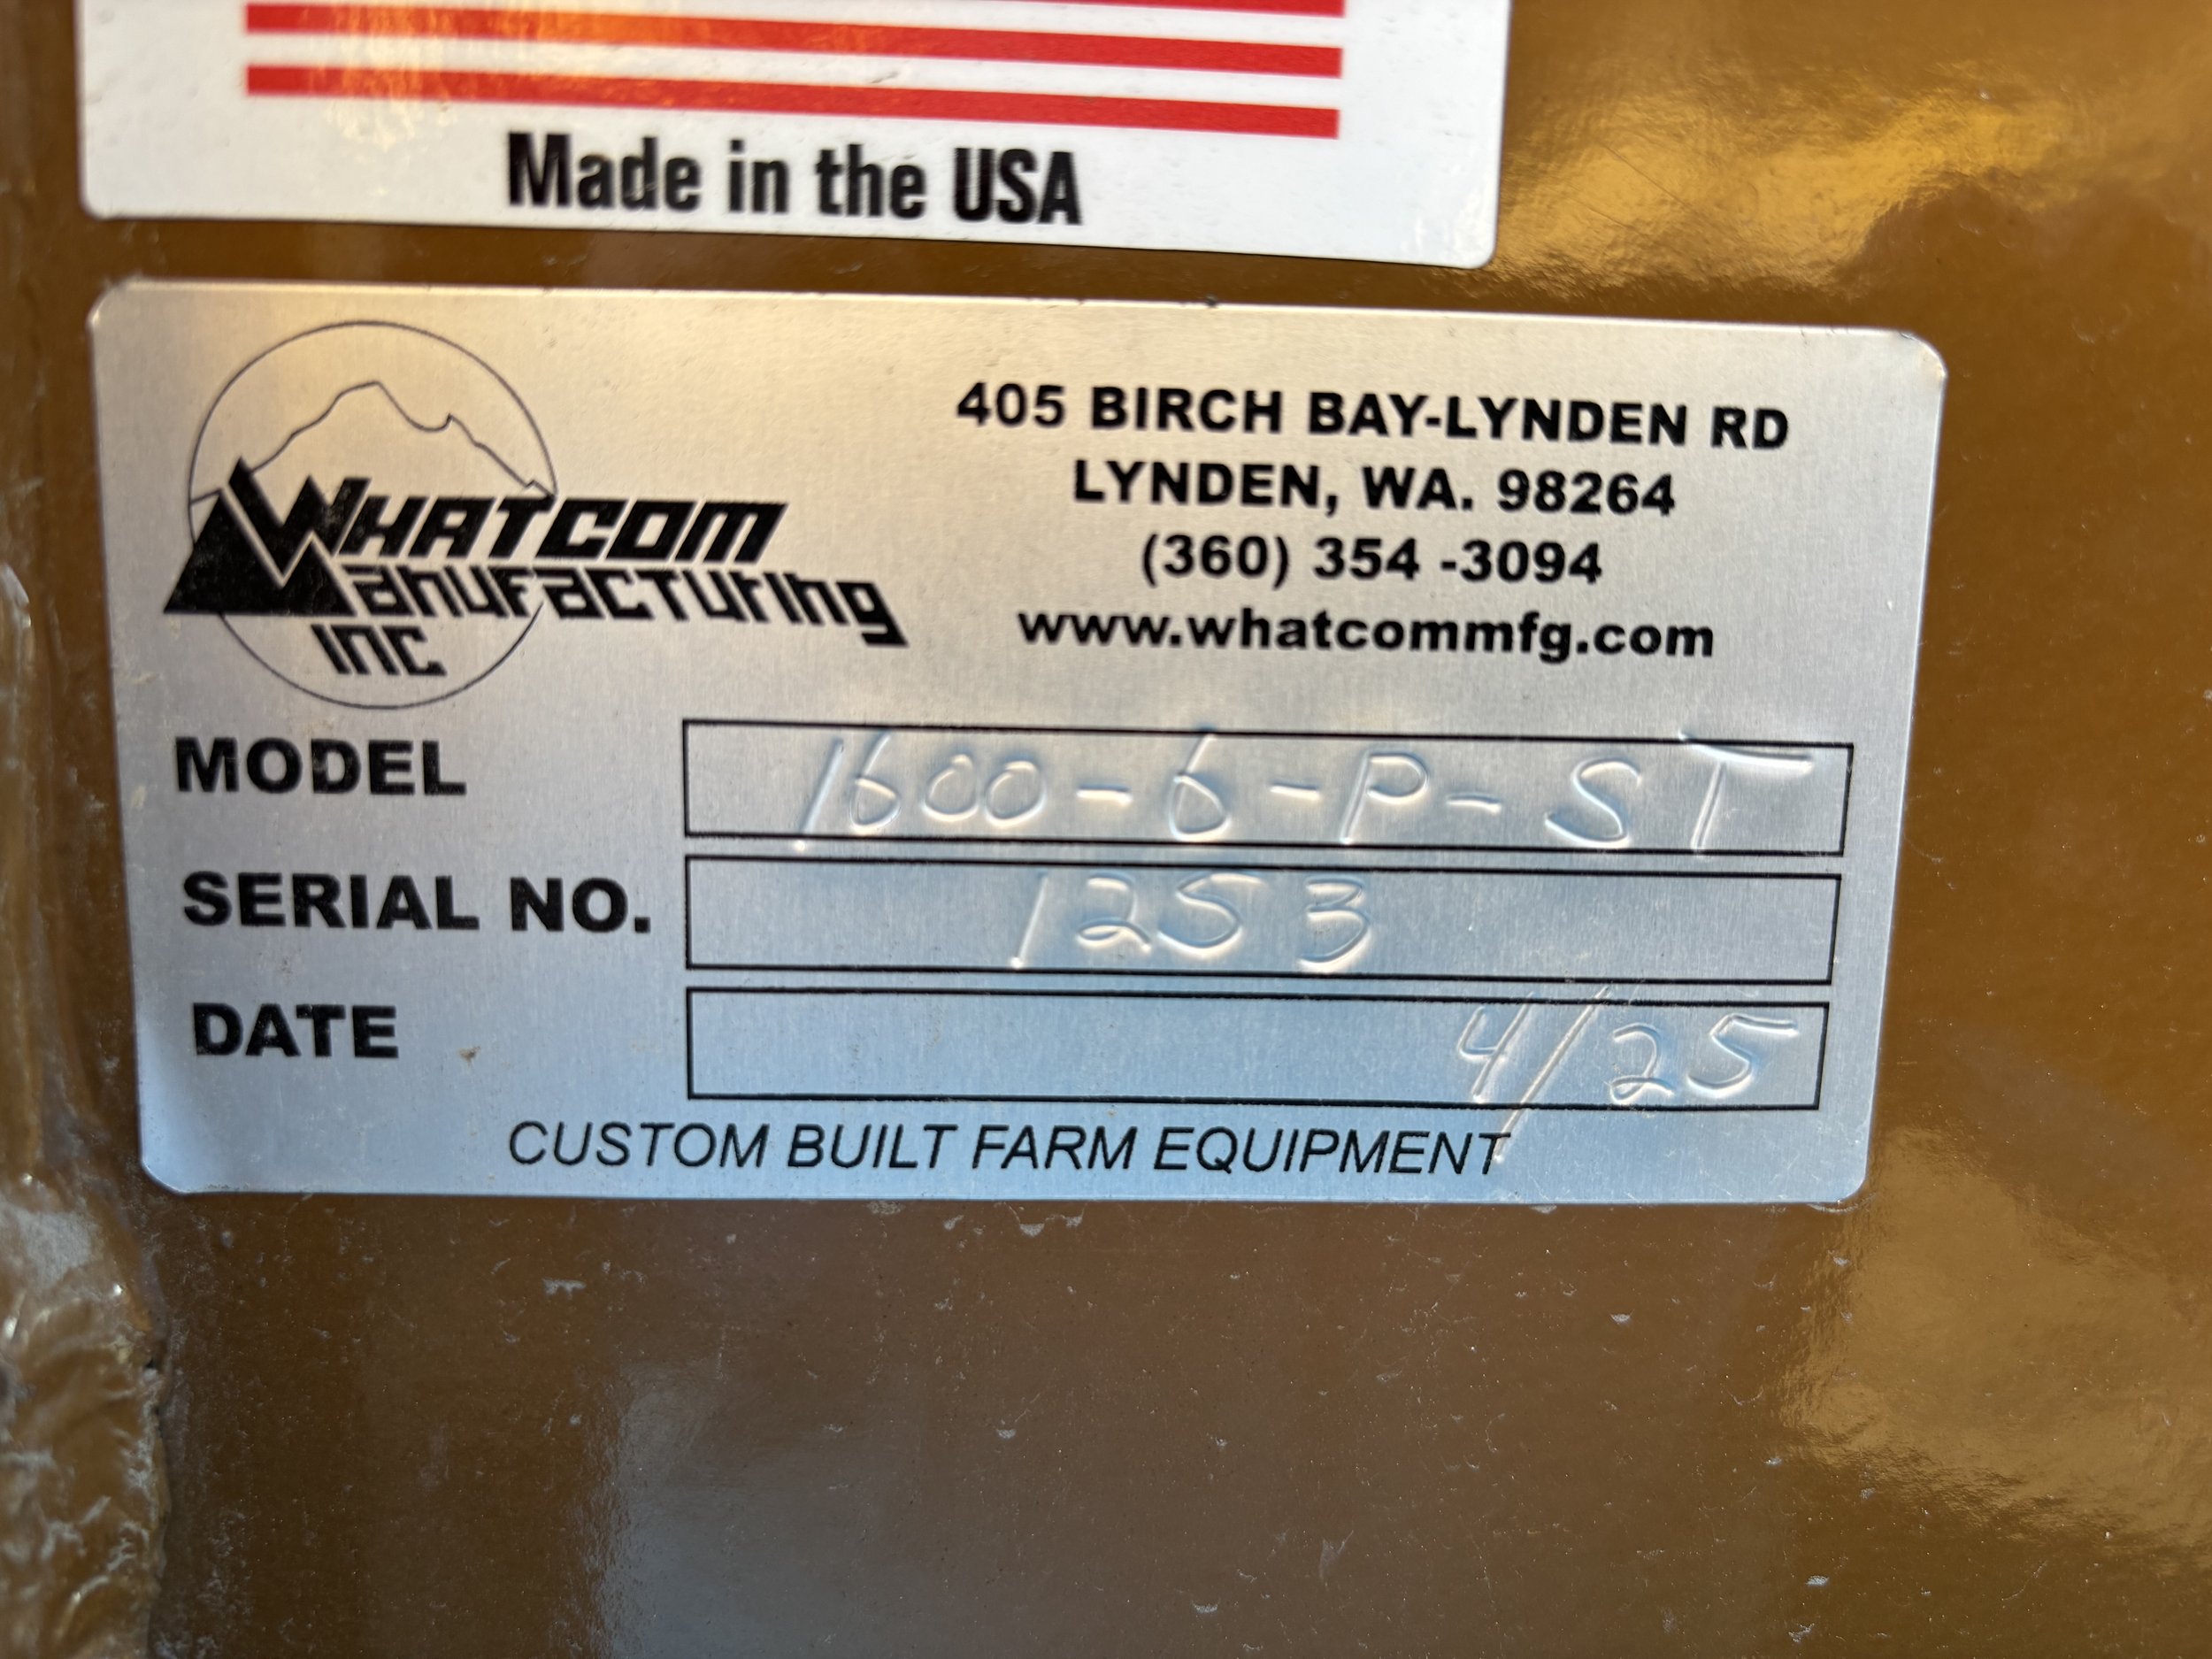 Made in the USA
WHATCOM
MANUFACTURING
INC
405 BIRCH BAY-LYNDEN RD
LYNDEN, WA. 98264
(360) 354 -3094
www.whatcommfg.com
MODEL 1600-6-P-ST
SERIAL NO. 1253
DATE 4/25
CUSTOM BUILT FARM EQUIPMENT